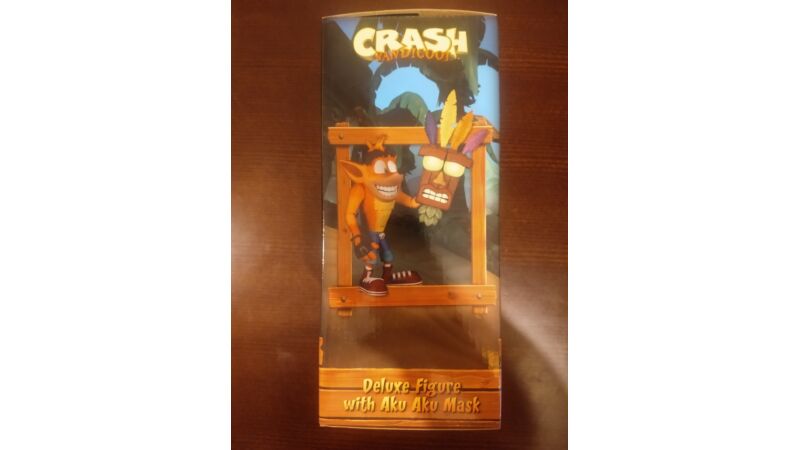 CRASH
BANDICOOT
Deluxe Figure
with Aku Aku Mask